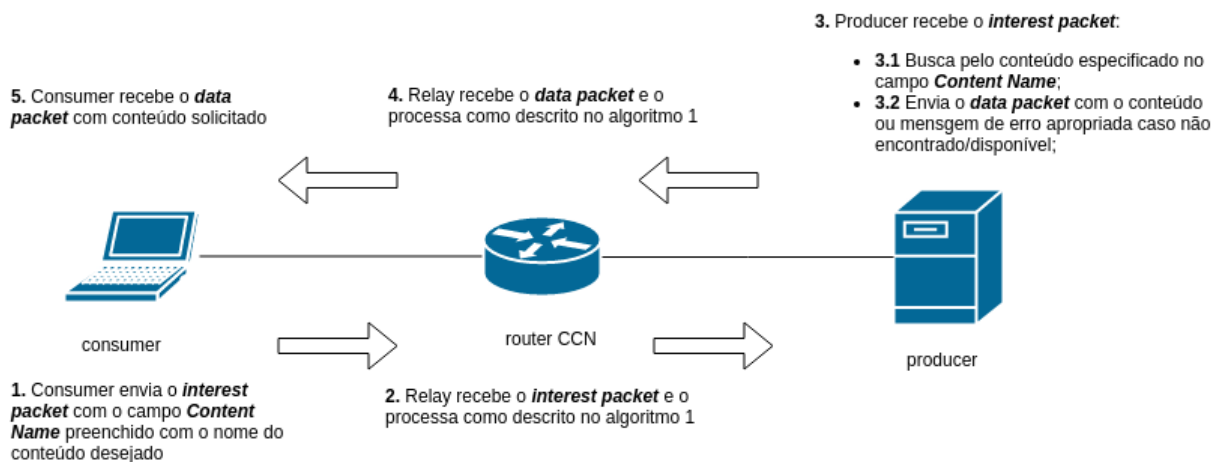 3. Producer recebe o interest packet:
• 3.1 Busca pelo conteúdo especificado no
campo Content Name;
• 3.2 Envia o data packet com o conteúdo
ou mensgem de erro apropriada caso não
encontrado/disponível;
5. Consumer recebe o data
packet com conteúdo solicitado
4. Relay recebe o data packet e o
processa como descrito no algoritmo 1
consumer
router CCN
producer
1. Consumer envia o interest
packet com o campo Content
Name preenchido com o nome do
conteúdo desejado
2. Relay recebe o interest packet e o
processa como descrito no algoritmo 1